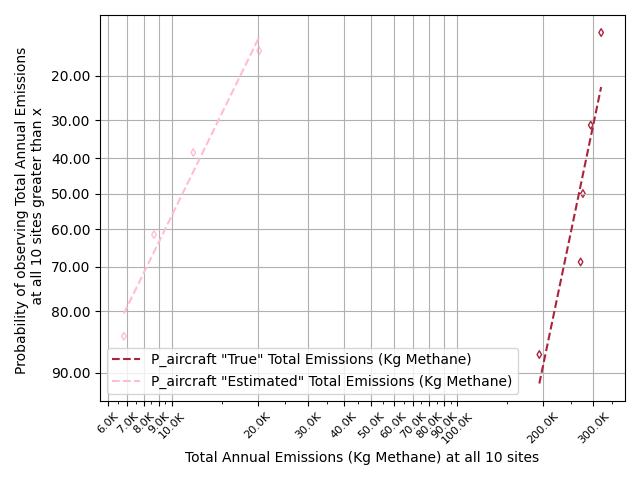 Probability of observing Total Annual Emissions
at all 10 sites greater than x
20.00
30.00
40.00
50.00
60.00
70.00
80.00
90.00
P_aircraft "True" Total Emissions (Kg Methane)
P_aircraft "Estimated" Total Emissions (Kg Methane)
6.0K 7.0K 8.0K 9.0K 10.0K 20.0K 30.0K 40.0K 50.0K 60.0K 70.0K 80.0K 90.0K 100.0K 200.0K 300.0K
Total Annual Emissions (Kg Methane) at all 10 sites